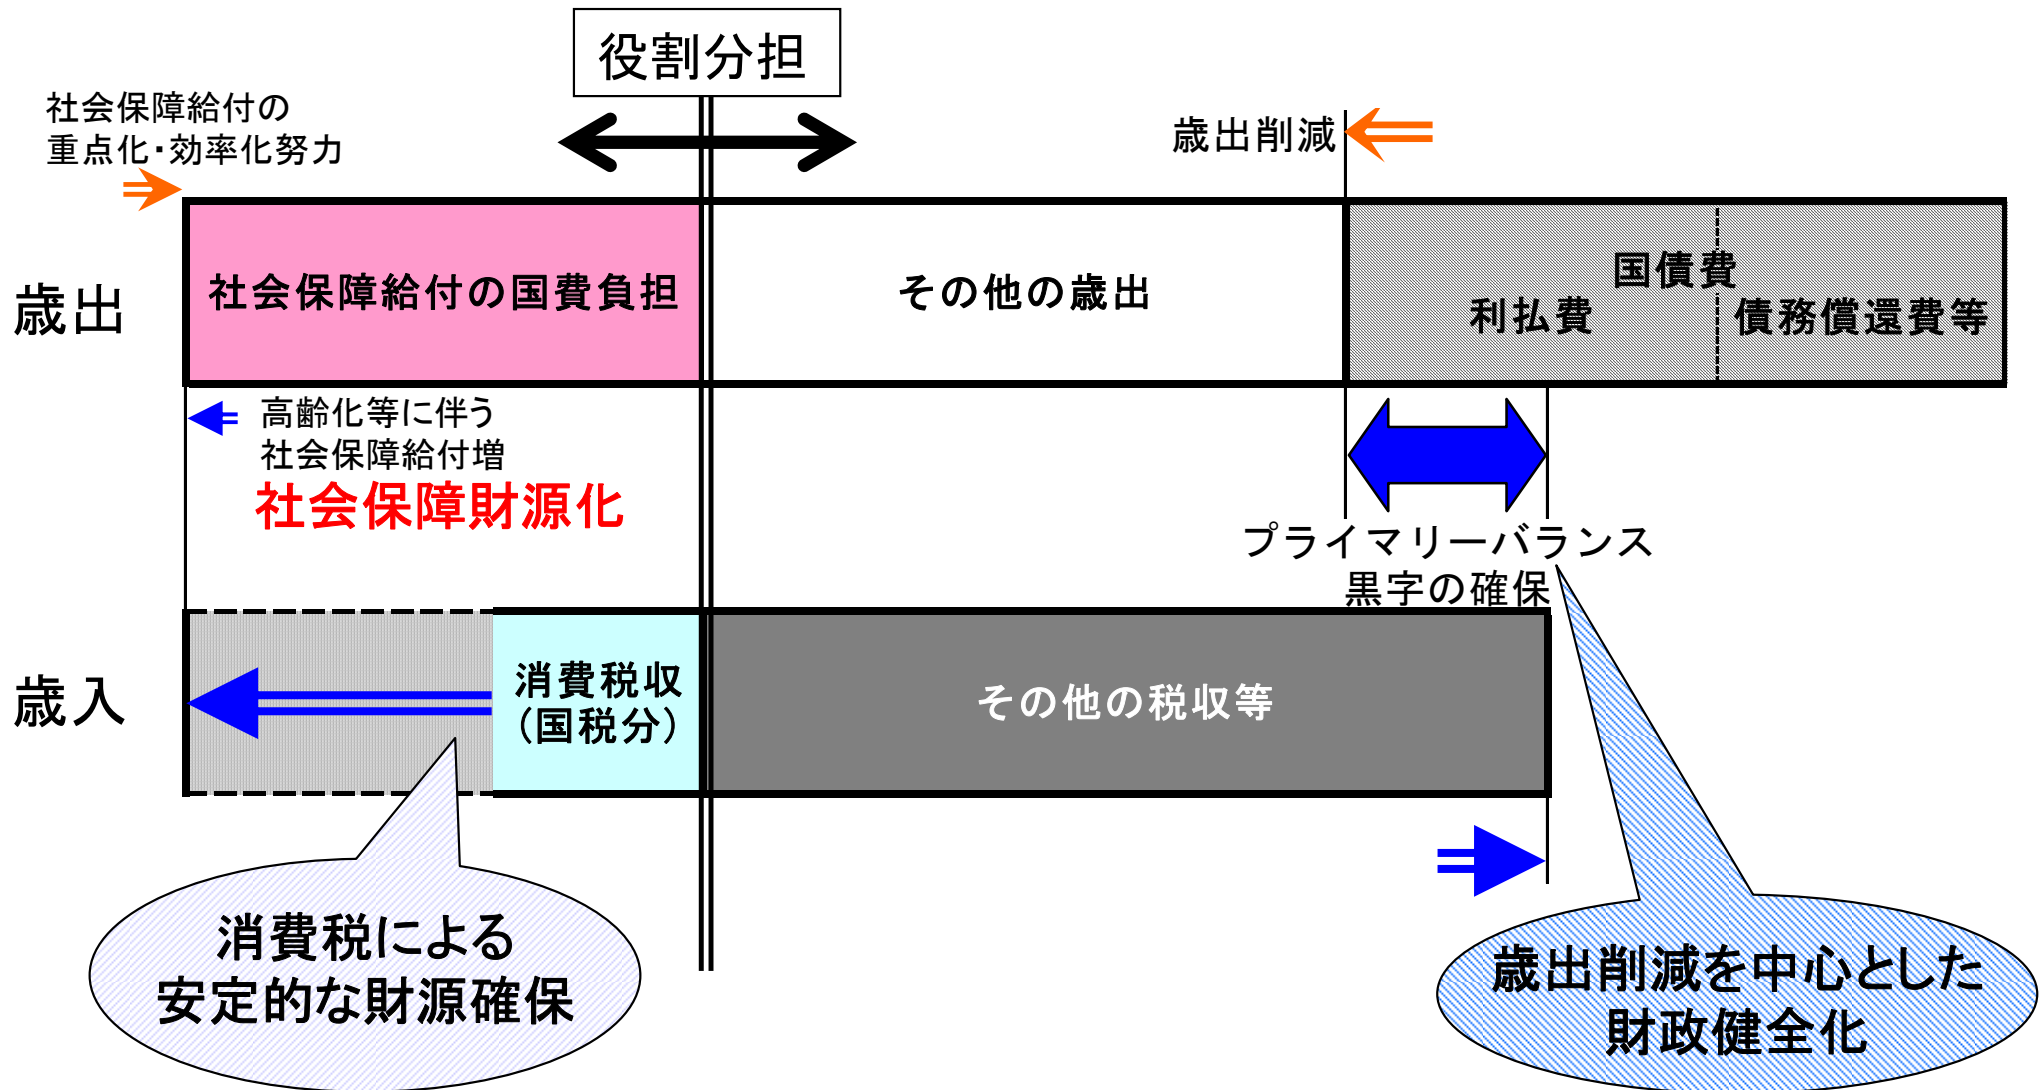 役割分担
社会保障給付の
重点化・効率化努力
歳出削減
歳出
社会保障給付の国費負担
その他の歳出
国債費
利払費
債務償還費等
高齢化等に伴う
社会保障給付増
社会保障財源化
プライマリーバランス
黒字の確保
歳入
消費税収
（国税分）
その他の税収等
消費税による
安定的な財源確保
歳出削減を中心とした
財政健全化